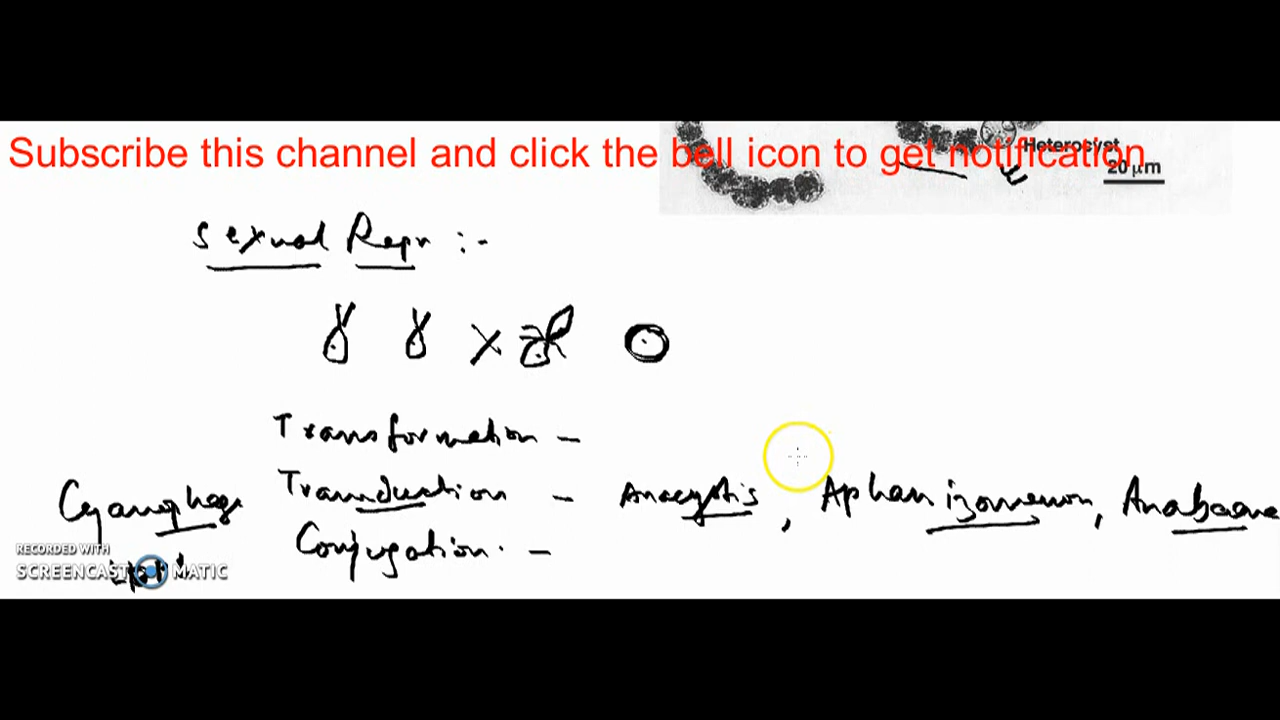 Subscribe this channel and click the bell icon to get notification
Heterocyst
20 μm
Sexual Repr :-
Transformation -
Cyanophage Transduction - Anacystis, Aphanizomenon, Anabaena
Conjugation. -
RECORDED WITH
SCREENCAST MATIC